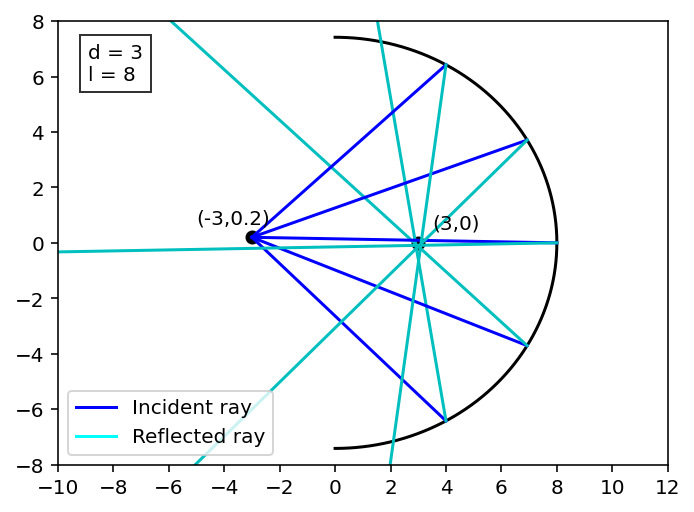 8
6
4
2
0
−2
−4
−6
−8
d = 3
l = 8
(-3,0.2)
(3,0)
Incident ray
Reflected ray
−10 −8 −6 −4 −2 0 2 4 6 8 10 12